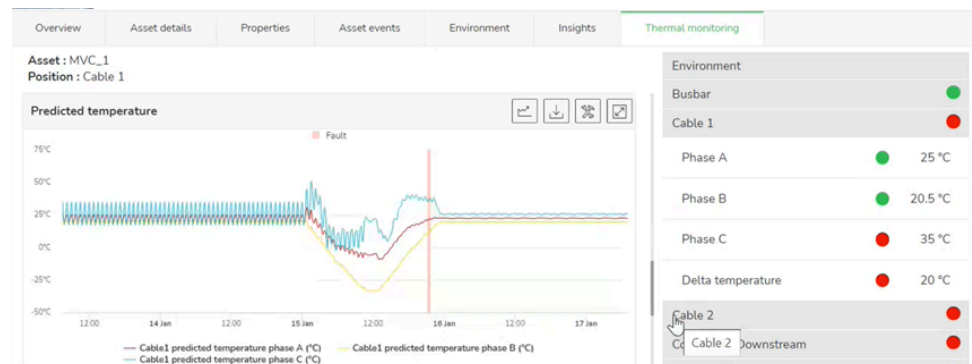 Overview Asset details Properties Asset events Environment Insights Thermal monitoring
Asset : MVC_1
Position : Cable 1
Predicted temperature
Fault
75°C
50°C
25°C
0°C
-25°C
-50°C
12:00 14 Jan 12:00 15 Jan 12:00 16 Jan 12:00 17 Jan
Cable1 predicted temperature phase A (°C) Cable1 predicted temperature phase B (°C)
Cable1 predicted temperature phase C (°C)
Environment
Busbar
Cable 1
Phase A 25 °C
Phase B 20.5 °C
Phase C 35 °C
Delta temperature 20 °C
Cable 2
Cable 2
Downstream